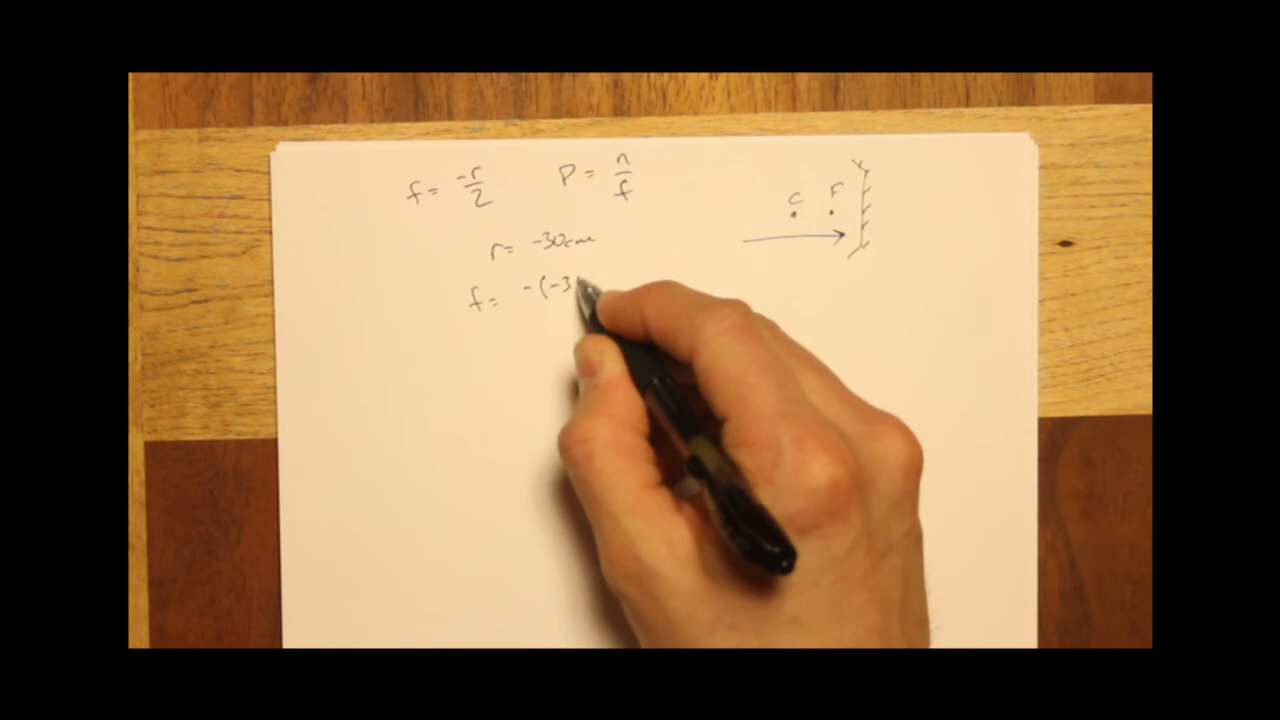 f = -r/2 P = n/f
C F
r = -30cm
f = -(-3